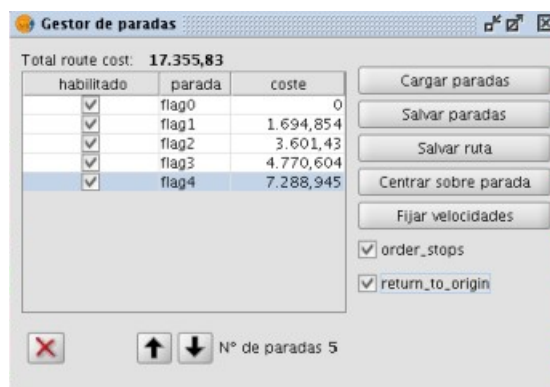 Gestor de paradas
Total route cost: 17.355,83
habilitado parada coste
flag0 0
flag1 1.694,854
flag2 3.601,43
flag3 4.770,604
flag4 7.288,945
Cargar paradas
Salvar paradas
Salvar ruta
Centrar sobre parada
Fijar velocidades
order_stops
return_to_origin
Nº de paradas 5